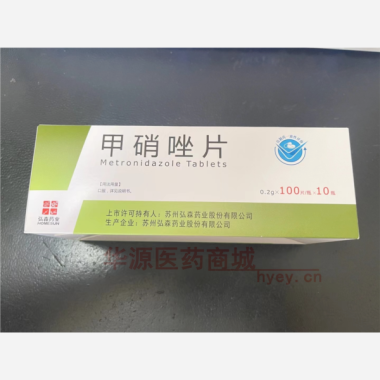 甲硝唑片
Metronidazole Tablets
0.2g×100片/瓶×10瓶
弘森药业
上市许可持有人：苏州弘森药业股份有限公司
生产企业：苏州弘森药业股份有限公司
华源医药商城
hyey.cn